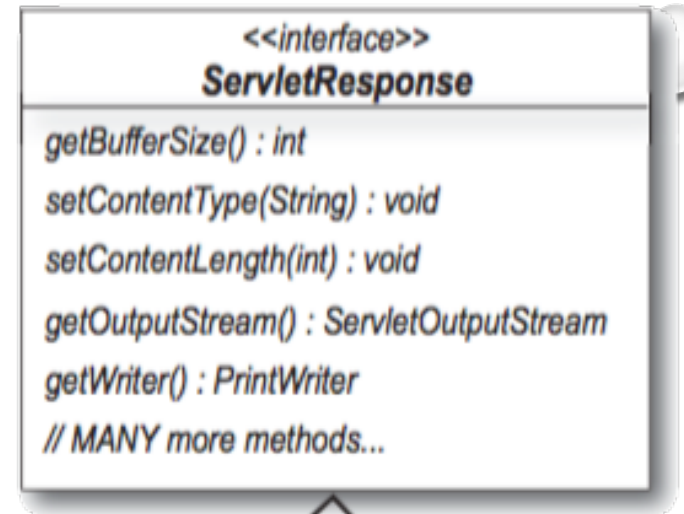 <<interface>>
ServletResponse
getBufferSize() : int
setContentType(String) : void
setContentLength(int) : void
getOutputStream() : ServletOutputStream
getWriter() : PrintWriter
// MANY more methods...